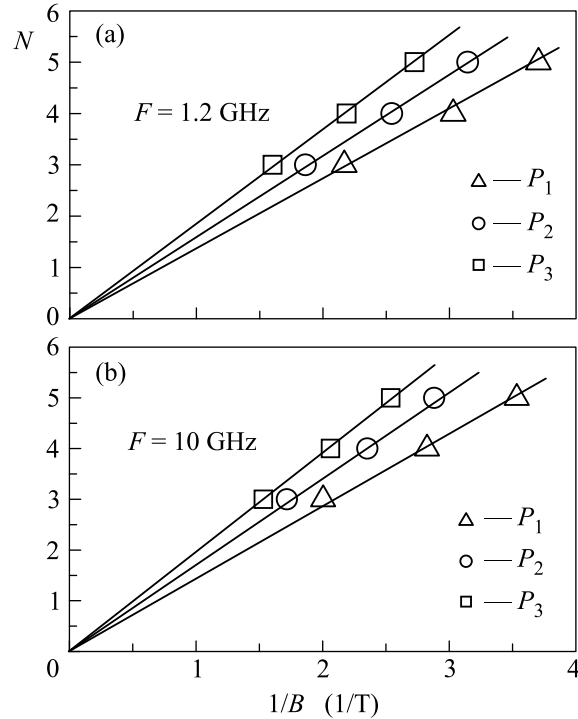 6
N
(a)
5
4
F = 1.2 GHz
3
△ — P₁
2
○ — P₂
1
□ — P₃
0
6
(b)
5
F = 10 GHz
4
3
△ — P₁
2
○ — P₂
1
□ — P₃
0
0 1 2 3 4
1/B (1/T)